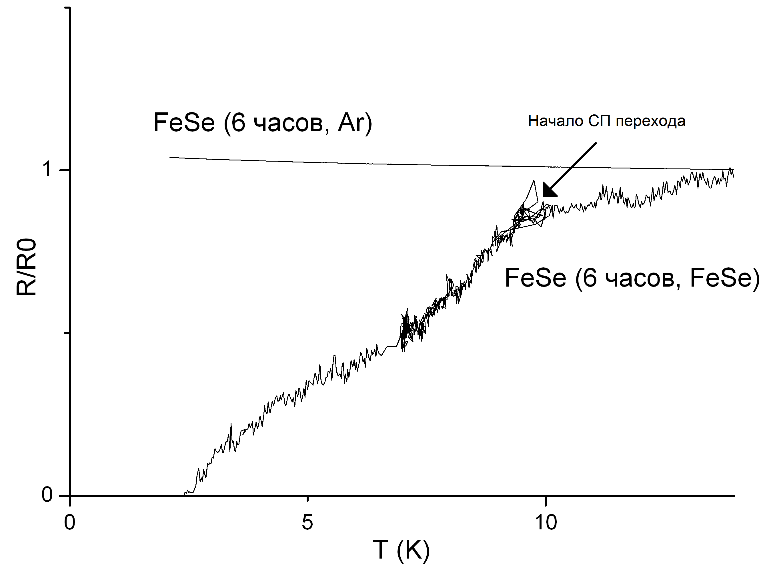 FeSe (6 часов, Ar)
Начало СП перехода
1
R/R0
FeSe (6 часов, FeSe)
0
0
5
10
T (K)